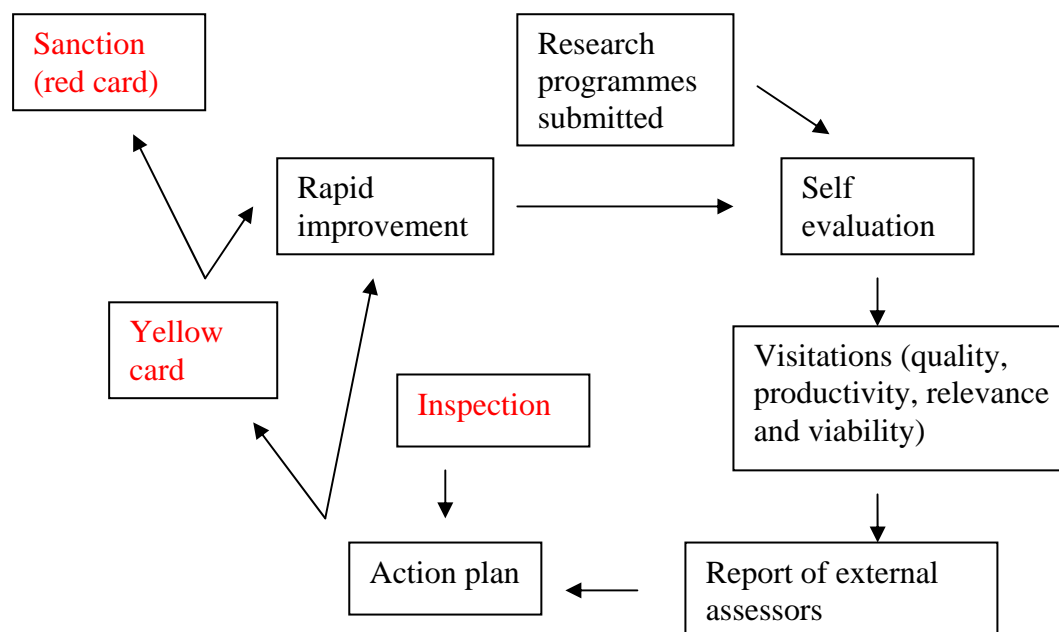 Sanction
(red card)
Research
programmes
submitted
Rapid
improvement
Self
evaluation
Yellow
card
Inspection
Visitations (quality,
productivity, relevance
and viability)
Action plan
Report of external
assessors